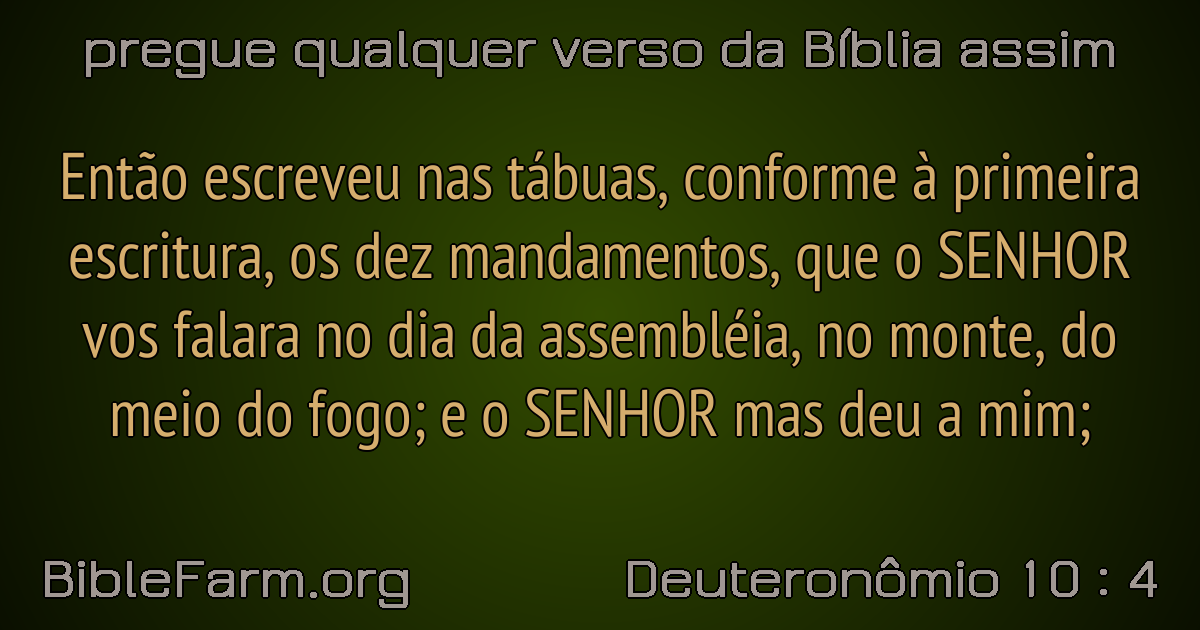 pregue qualquer verso da Bíblia assim
Então escreveu nas tábuas, conforme à primeira
escritura, os dez mandamentos, que o SENHOR
vos falara no dia da assembléia, no monte, do
meio do fogo; e o SENHOR mas deu a mim;
BibleFarm.org
Deuteronômio 10 : 4